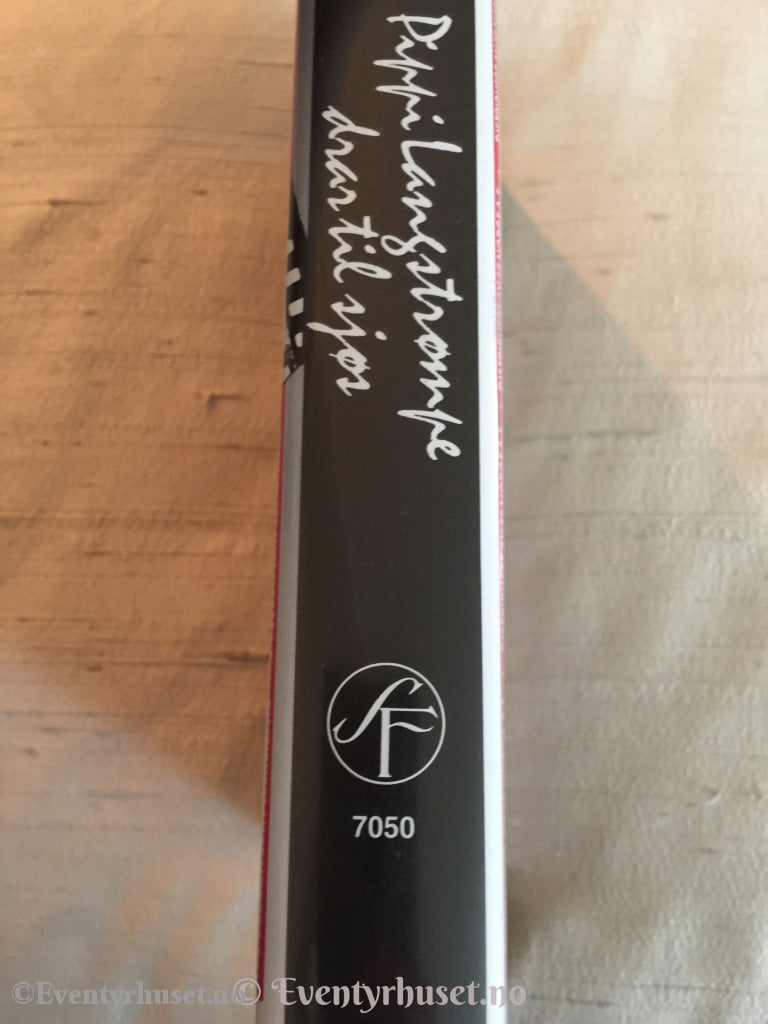 Pippi Langstrømpe
drar til sjøs
SF
7050
©Eventyrhuset.no
© Eventyrhuset.no